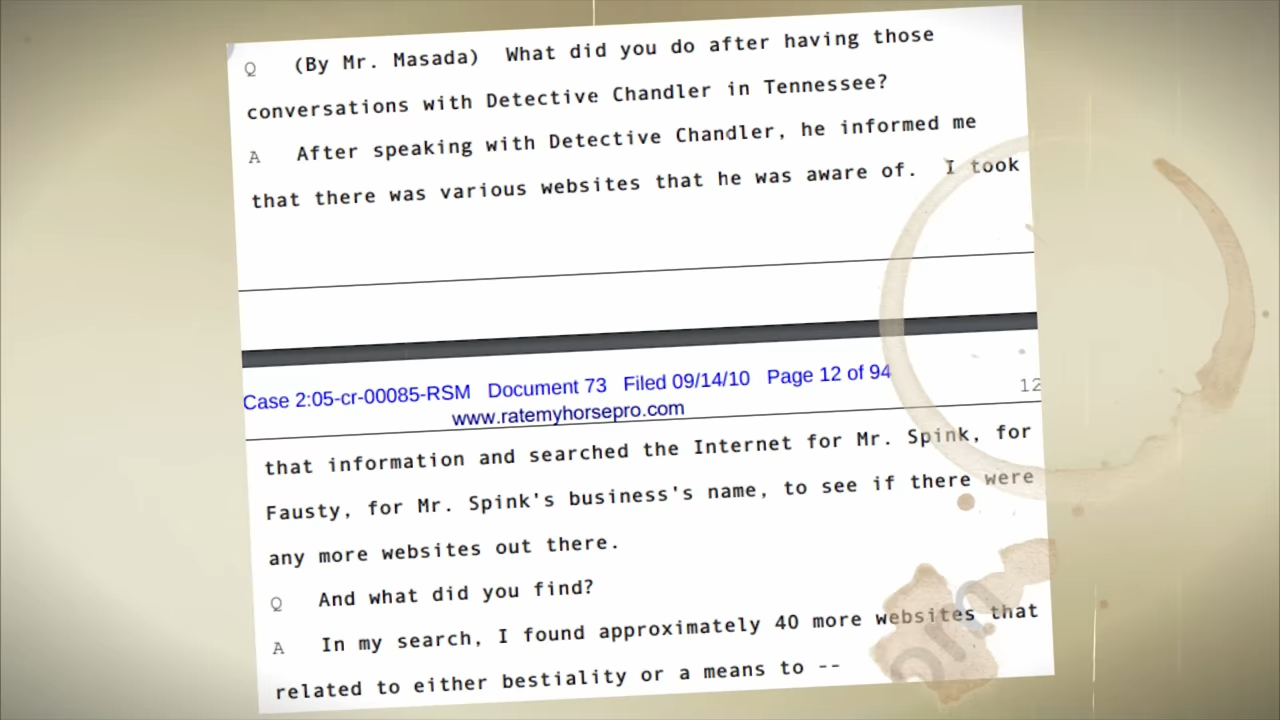 Q (By Mr. Masada) What did you do after having those
conversations with Detective Chandler in Tennessee?
A After speaking with Detective Chandler, he informed me
that there was various websites that he was aware of. I took
Case 2:05-cr-00085-RSM Document 73 Filed 09/14/10 Page 12 of 94
12
www.ratemyhorsepro.com
that information and searched the Internet for Mr. Spink, for
Fausty, for Mr. Spink's business's name, to see if there were
any more websites out there.
Q And what did you find?
A In my search, I found approximately 40 more websites that
related to either bestiality or a means to --